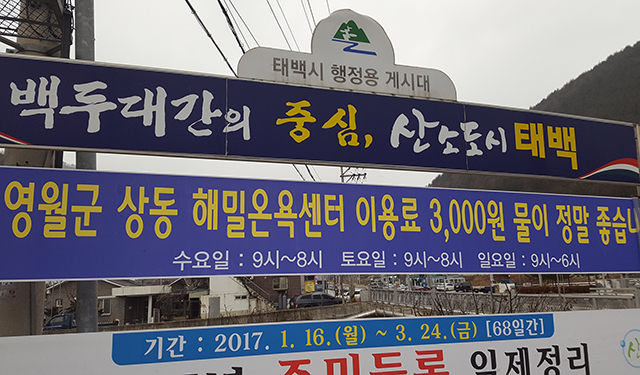 태백시 행정용 게시대
백두대간의 중심, 산소도시 태백
영월군 상동 해밀온욕센터 이용료 3,000원 물이 정말 좋습니
수요일 : 9시~8시 토요일 : 9시~8시 일요일 : 9시~6시
기간 : 2017. 1. 16.(월) ~ 3. 24.(금) [68일간]
주민등록 일제정리